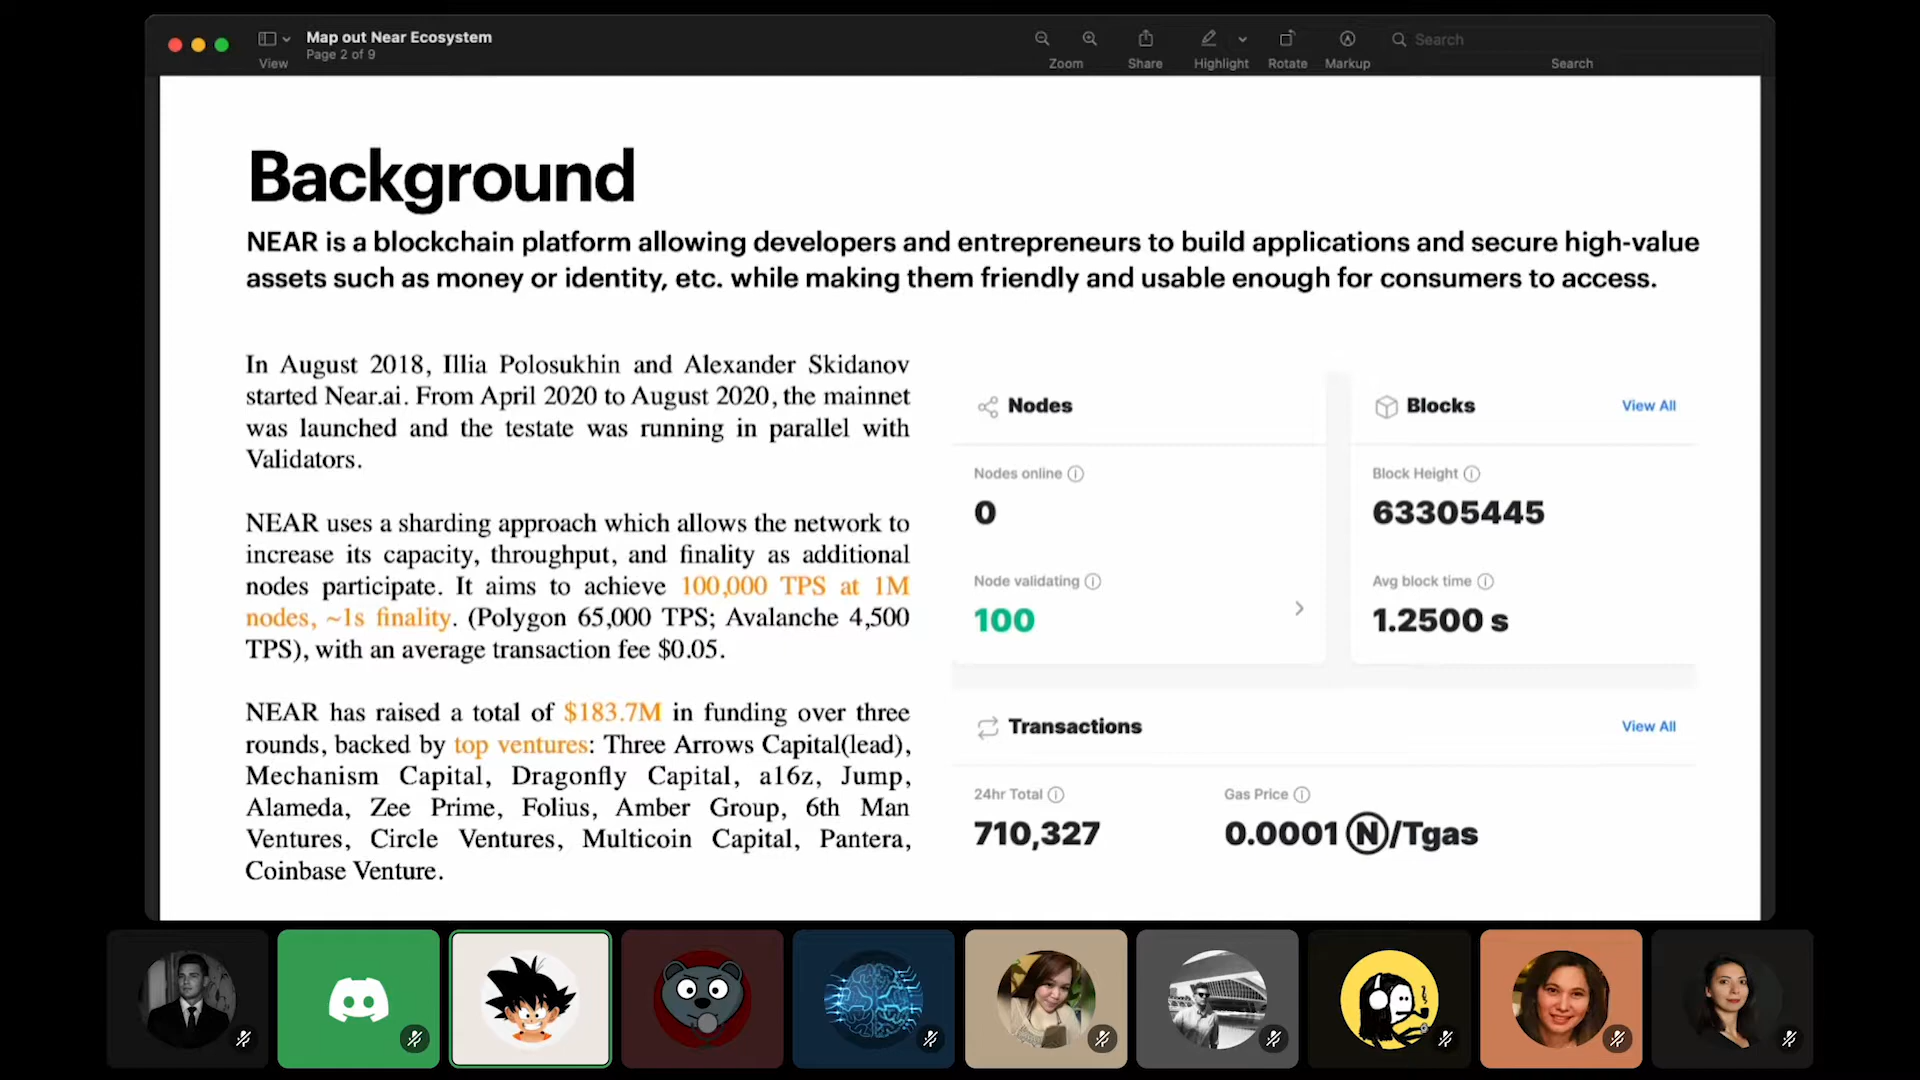 Map out Near Ecosystem
Page 2 of 9
View
Zoom
Share
Highlight
Rotate
Markup
Search
Search
Background
NEAR is a blockchain platform allowing developers and entrepreneurs to build applications and secure high-value
assets such as money or identity, etc. while making them friendly and usable enough for consumers to access.
In August 2018, Illia Polosukhin and Alexander Skidanov
started Near.ai. From April 2020 to August 2020, the mainnet
was launched and the testate was running in parallel with
Validators.
NEAR uses a sharding approach which allows the network to
increase its capacity, throughput, and finality as additional
nodes participate. It aims to achieve 100,000 TPS at 1M
nodes, ~1s finality. (Polygon 65,000 TPS; Avalanche 4,500
TPS), with an average transaction fee $0.05.
NEAR has raised a total of $183.7M in funding over three
rounds, backed by top ventures: Three Arrows Capital(lead),
Mechanism Capital, Dragonfly Capital, a16z, Jump,
Alameda, Zee Prime, Folius, Amber Group, 6th Man
Ventures, Circle Ventures, Multicoin Capital, Pantera,
Coinbase Venture.
Nodes
Nodes online
0
Node validating
100
Blocks
View All
Block Height
63305445
Avg block time
1.2500 s
Transactions
View All
24hr Total
710,327
Gas Price
0.0001 Ⓝ/Tgas